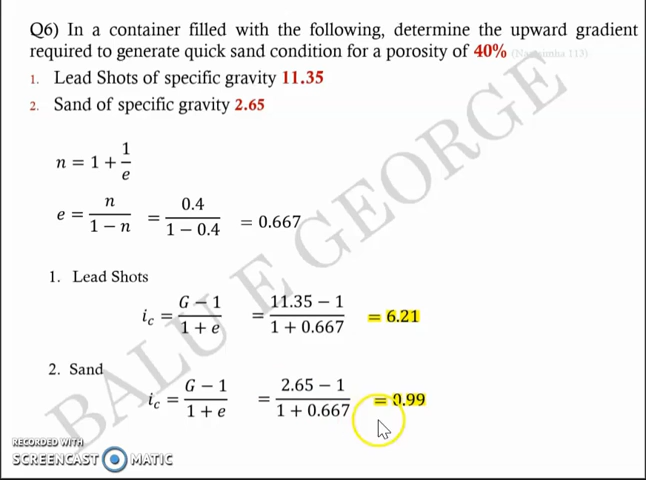 Q6) In a container filled with the following, determine the upward gradient
required to generate quick sand condition for a porosity of 40%
1. Lead Shots of specific gravity 11.35
2. Sand of specific gravity 2.65
n = 1 + 1/e
e = n/(1 − n) = 0.4/(1 − 0.4) = 0.667
1. Lead Shots
i_c = (G − 1)/(1 + e) = (11.35 − 1)/(1 + 0.667) = 6.21
2. Sand
i_c = (G − 1)/(1 + e) = (2.65 − 1)/(1 + 0.667) = 0.99
BALU E GEORGE
RECORDED WITH
SCREENCAST MATIC